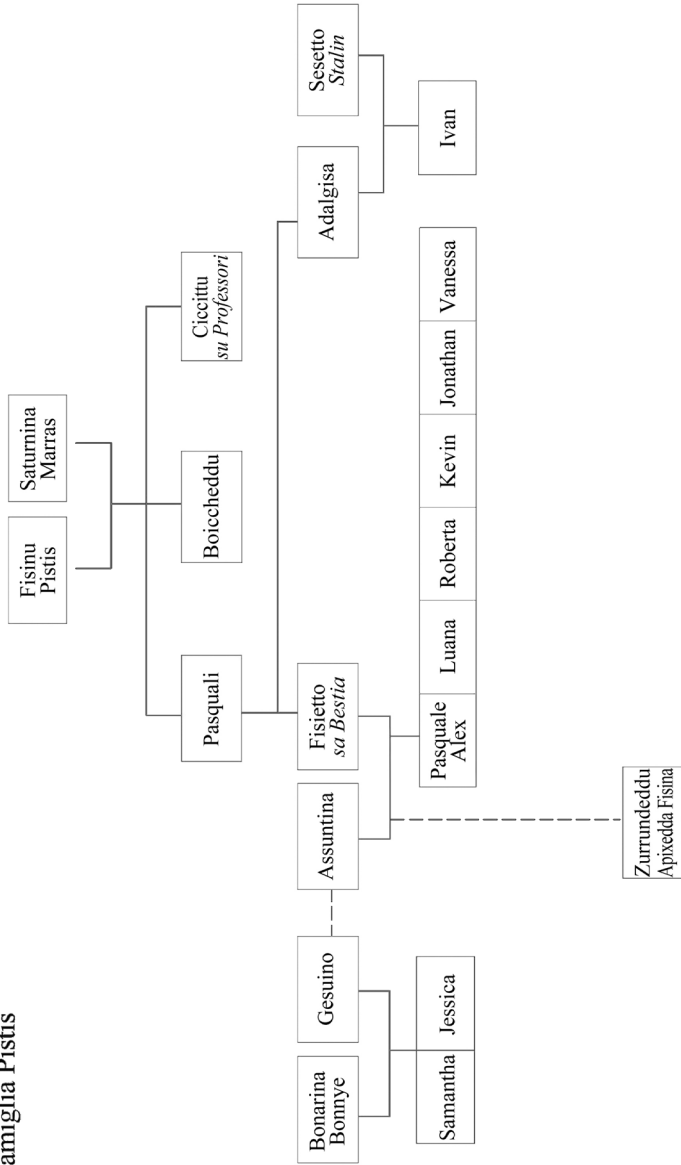 amiglia Pistis
Fisinu
Pistis
Saturnina
Marras
Pasquali
Boiccheddu
Ciccittu
su Professori
Bonarina
Bonnye
Gesuino
Assuntina
Fisietto
sa Bestia
Adalgisa
Sesetto
Stalin
Samantha
Jessica
Pasquale
Alex
Luana
Roberta
Kevin
Jonathan
Vanessa
Ivan
Zurrundeddu
Apixedda Fisina